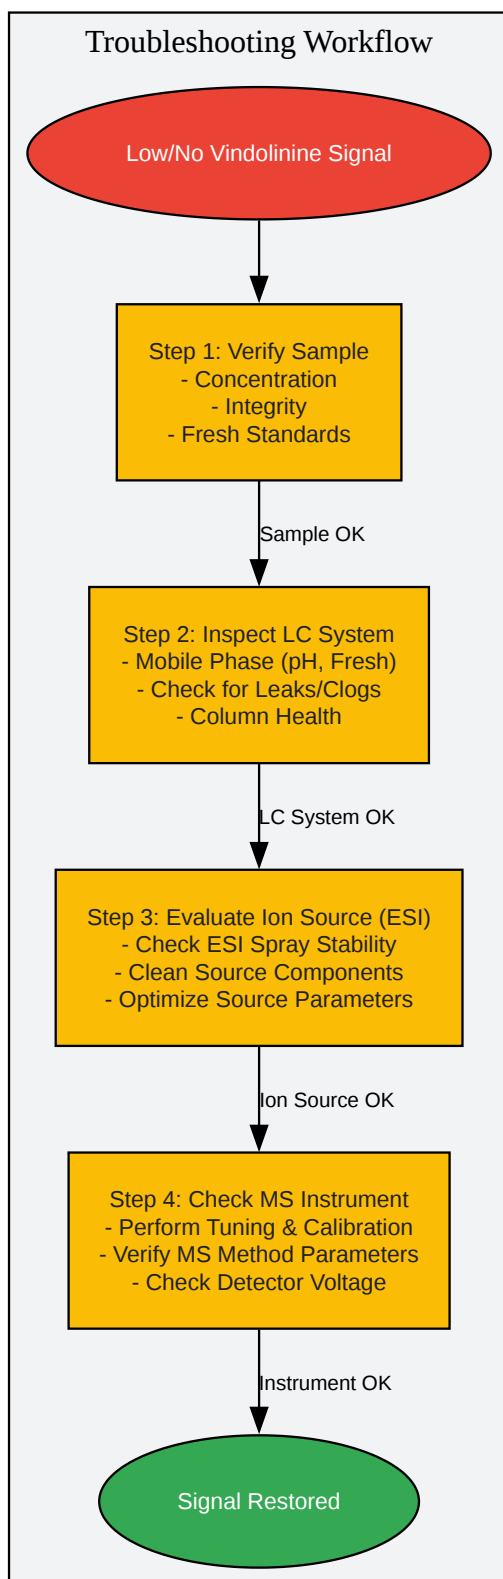 Troubleshooting Workflow
Low/No Vindolinine Signal
Step 1: Verify Sample
- Concentration
- Integrity
- Fresh Standards
Sample OK
Step 2: Inspect LC System
- Mobile Phase (pH, Fresh)
- Check for Leaks/Clogs
- Column Health
LC System OK
Step 3: Evaluate Ion Source (ESI)
- Check ESI Spray Stability
- Clean Source Components
- Optimize Source Parameters
Ion Source OK
Step 4: Check MS Instrument
- Perform Tuning & Calibration
- Verify MS Method Parameters
- Check Detector Voltage
Instrument OK
Signal Restored